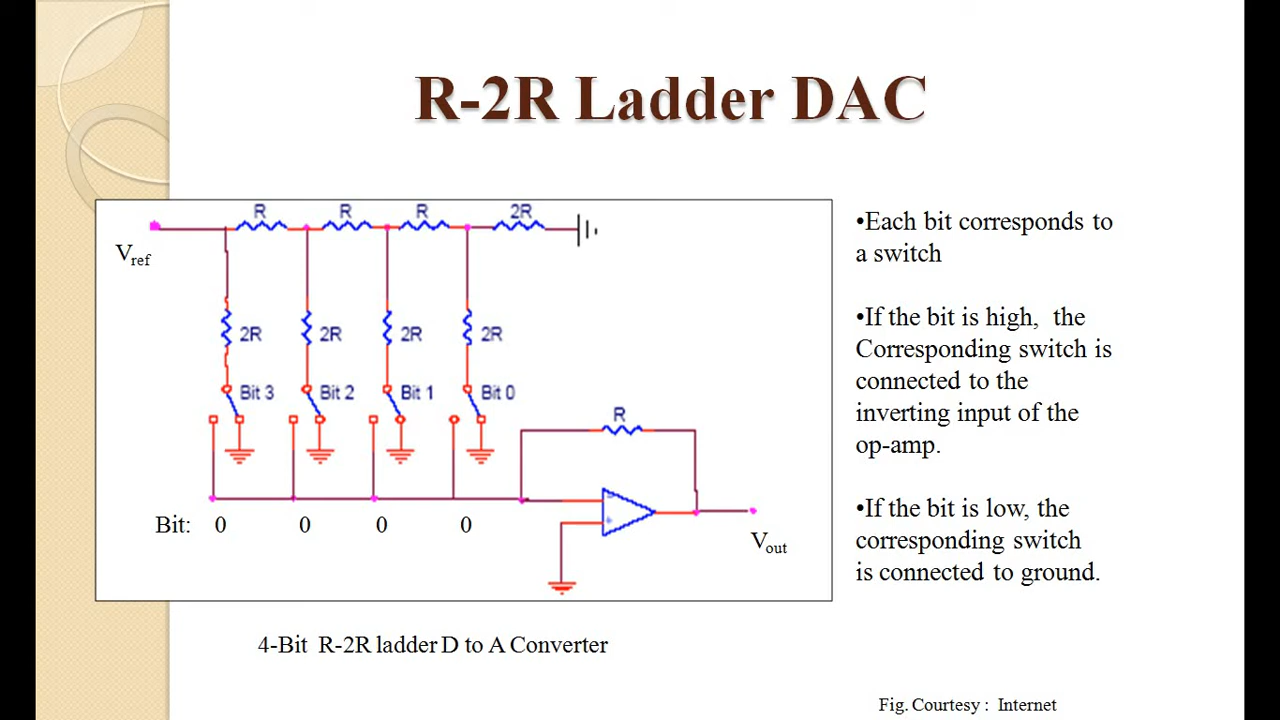 R-2R Ladder DAC
R R R 2R
Vref
2R 2R 2R 2R
Bit 3 Bit 2 Bit 1 Bit 0
R
-
+
Bit: 0 0 0 0
Vout
4-Bit R-2R ladder D to A Converter
•Each bit corresponds to
a switch
•If the bit is high, the
Corresponding switch is
connected to the
inverting input of the
op-amp.
•If the bit is low, the
corresponding switch
is connected to ground.
Fig. Courtesy : Internet